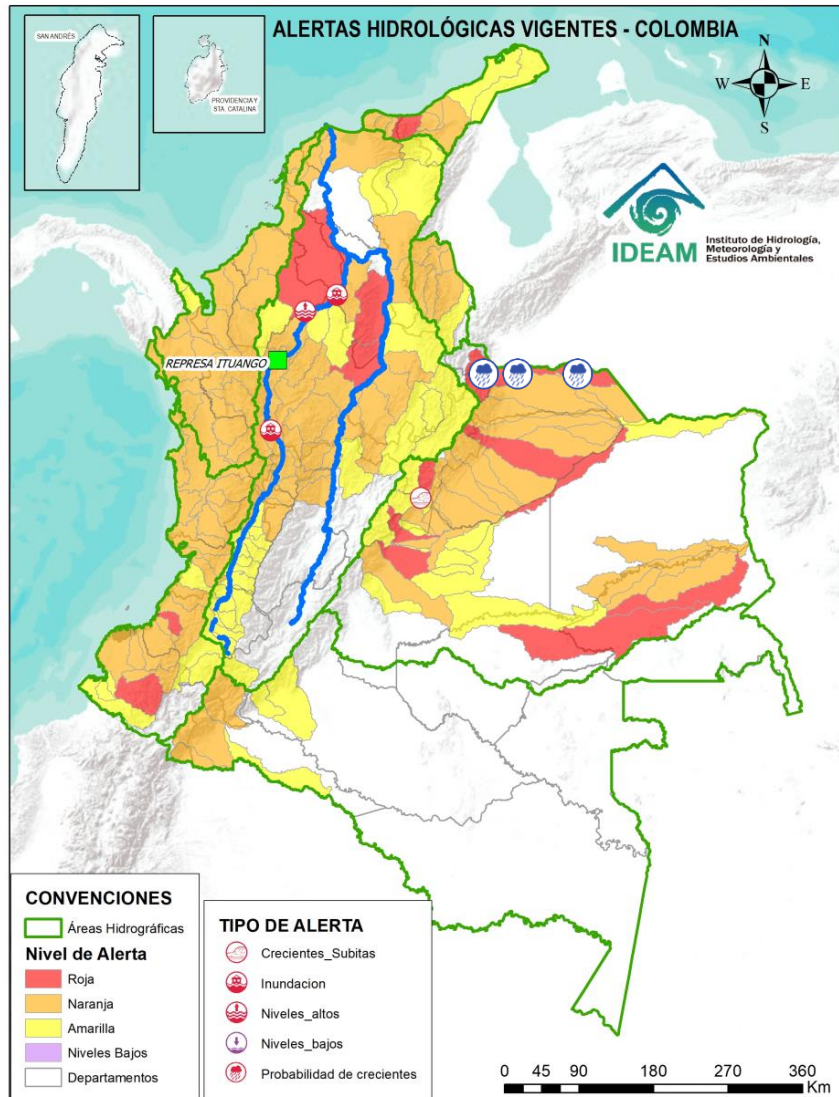 ALERTAS HIDROLÓGICAS VIGENTES - COLOMBIA
SAN ANDRÉS
PROVIDENCIA Y
STA. CATALINA
N
W
E
S
IDEAM
Instituto de Hidrología,
Meteorología y
Estudios Ambientales
REPRESA ITUANGO
CONVENCIONES
Áreas Hidrográficas
Nivel de Alerta
Roja
Naranja
Amarilla
Niveles Bajos
Departamentos
TIPO DE ALERTA
Crecientes_Subitas
Inundacion
Niveles_altos
Niveles_bajos
Probabilidad de crecientes
0 45 90 180 270 360
Km